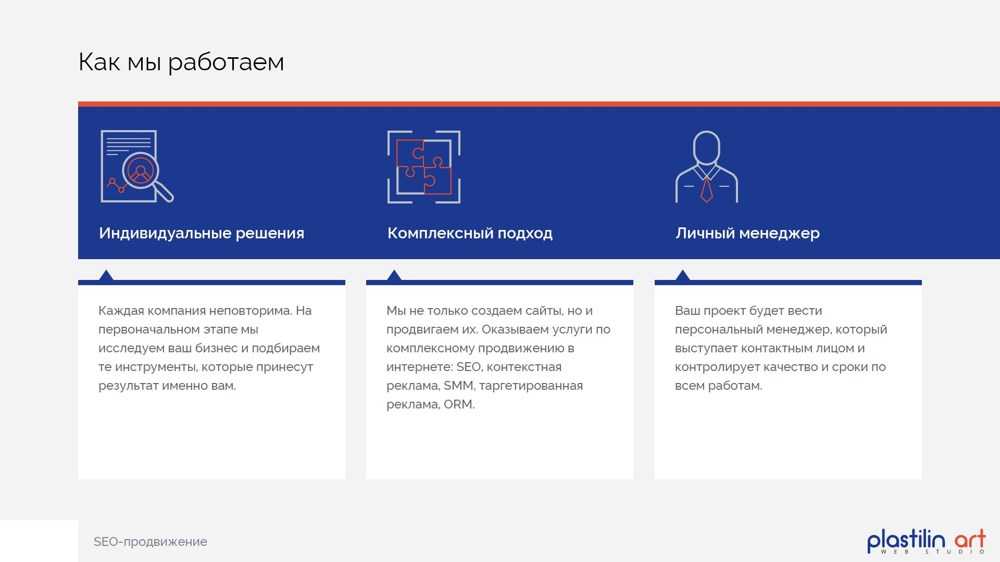 Как мы работаем
Индивидуальные решения
Комплексный подход
Личный менеджер
Каждая компания неповторима. На
первоначальном этапе мы
исследуем ваш бизнес и подбираем
те инструменты, которые принесут
результат именно вам.
Мы не только создаем сайты, но и
продвигаем их. Оказываем услуги по
комплексному продвижению в
интернете: SEO, контекстная
реклама, SMM, таргетированная
реклама, ORM.
Ваш проект будет вести
персональный менеджер, который
выступает контактным лицом и
контролирует качество и сроки по
всем работам.
SEO-продвижение
plastilin art
WEB STUDIO